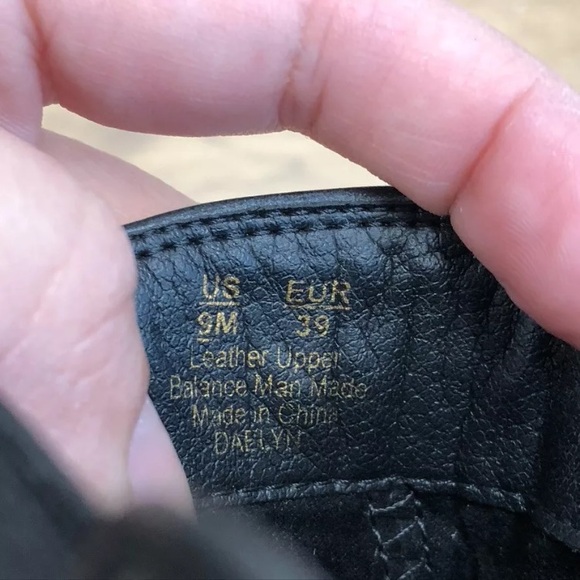 US EUR
9M 39
Leather Upper
Balance Man Made
Made in China
DAELYN